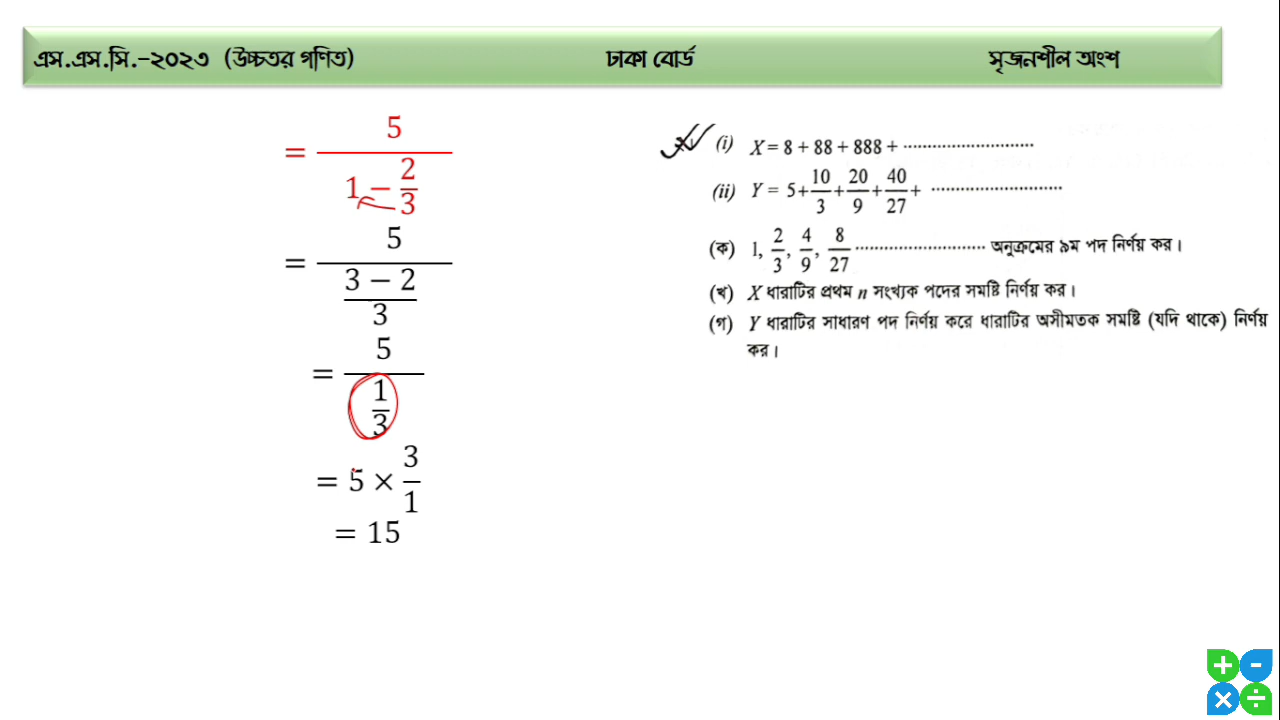 এস.এস.সি.-২০২৩ (উচ্চতর গণিত) ঢাকা বোর্ড সৃজনশীল অংশ
= 5 / (1 − 2/3)
= 5 / ((3 − 2)/3)
= 5 / (1/3)
= 5 × 3/1
= 15
(i) X = 8 + 88 + 888 + ...........................
(ii) Y = 5+10/3+20/9+40/27+ ...........................
(ক) 1, 2/3, 4/9, 8/27 ........................... অনুক্রমের ৯ম পদ নির্ণয় কর।
(খ) X ধারাটির প্রথম n সংখ্যক পদের সমষ্টি নির্ণয় কর।
(গ) Y ধারাটির সাধারণ পদ নির্ণয় করে ধারাটির অসীমতক সমষ্টি (যদি থাকে) নির্ণয়
কর।